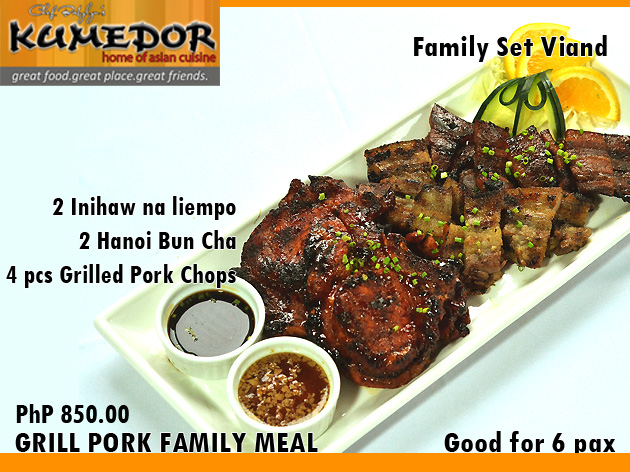 KUMEDOR
home of asian cuisine
great food.great place.great friends.
Family Set Viand
2 Inihaw na liempo
2 Hanoi Bun Cha
4 pcs Grilled Pork Chops
PhP 850.00
GRILL PORK FAMILY MEAL
Good for 6 pax